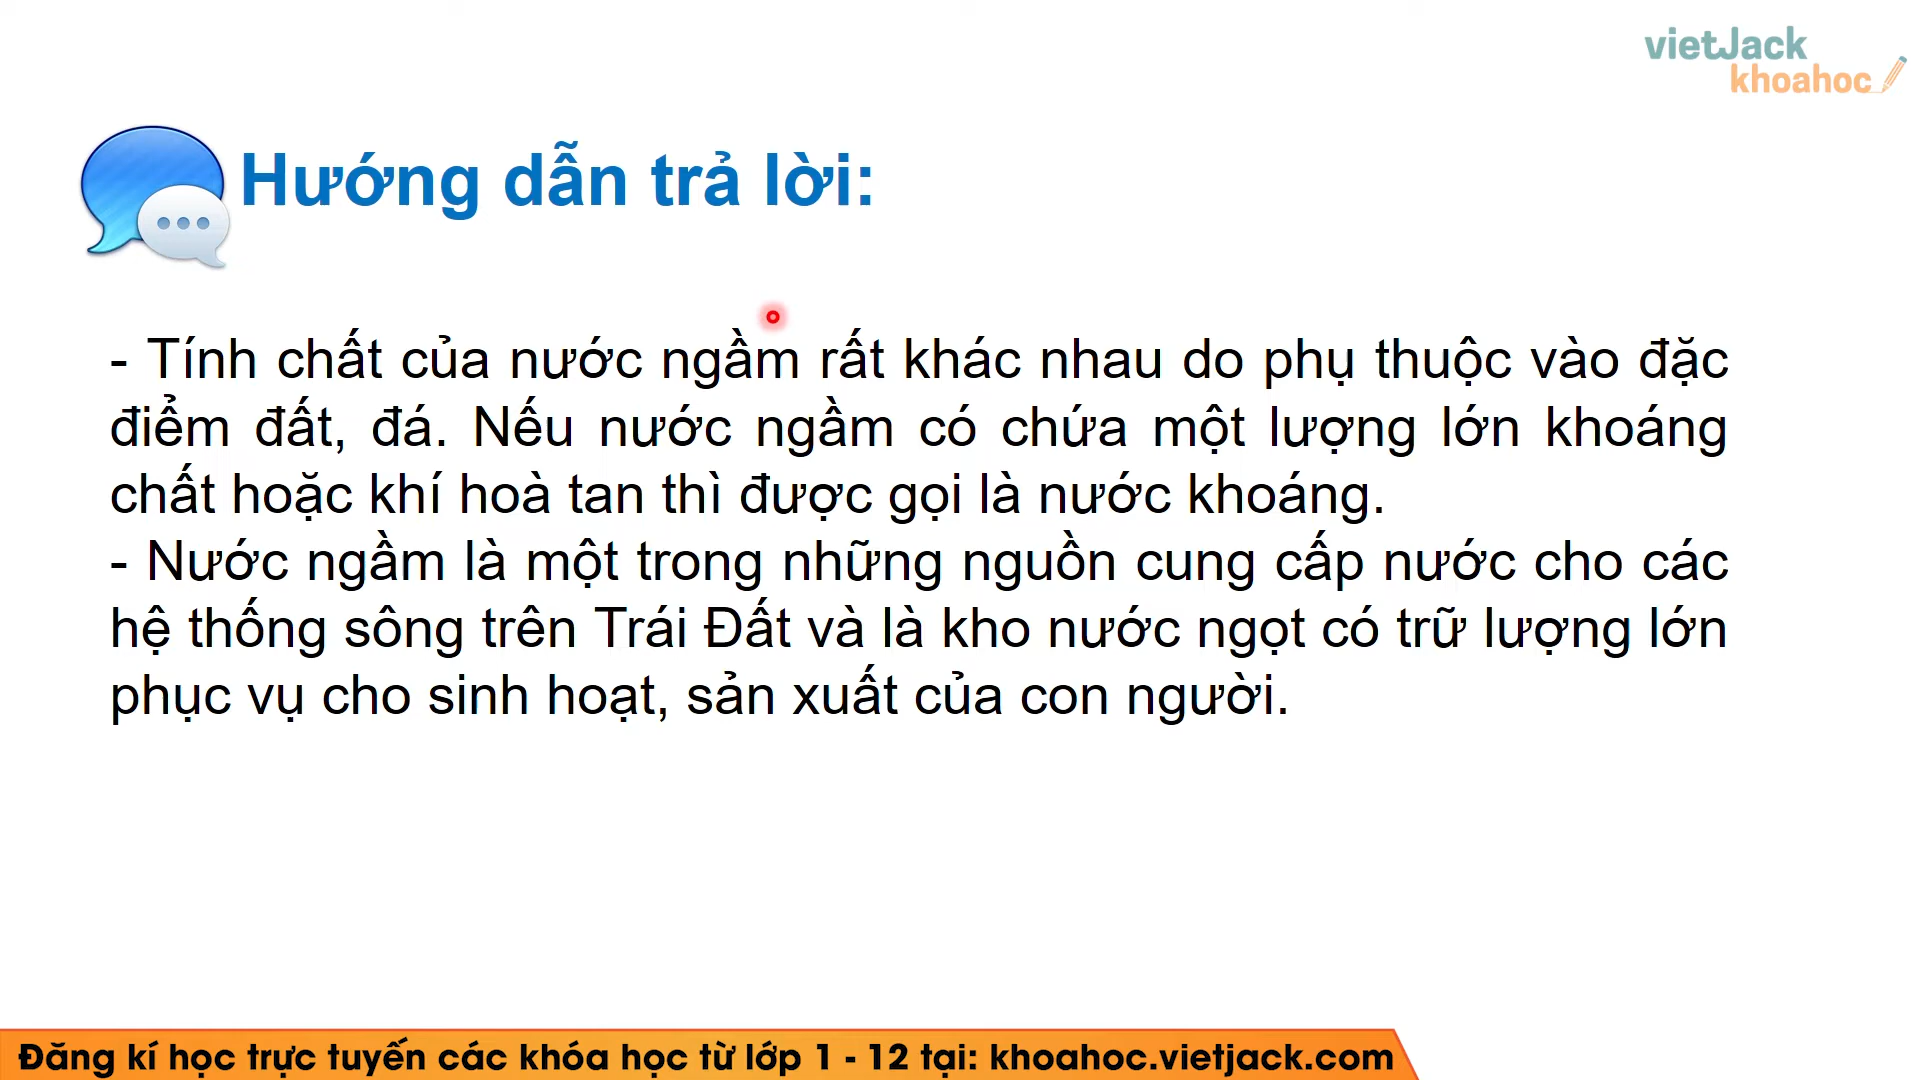 vietJack
khoahoc
Hướng dẫn trả lời:
- Tính chất của nước ngầm rất khác nhau do phụ thuộc vào đặc
điểm đất, đá. Nếu nước ngầm có chứa một lượng lớn khoáng
chất hoặc khí hoà tan thì được gọi là nước khoáng.
- Nước ngầm là một trong những nguồn cung cấp nước cho các
hệ thống sông trên Trái Đất và là kho nước ngọt có trữ lượng lớn
phục vụ cho sinh hoạt, sản xuất của con người.
Đăng kí học trực tuyến các khóa học từ lớp 1 - 12 tại: khoahoc.vietjack.com